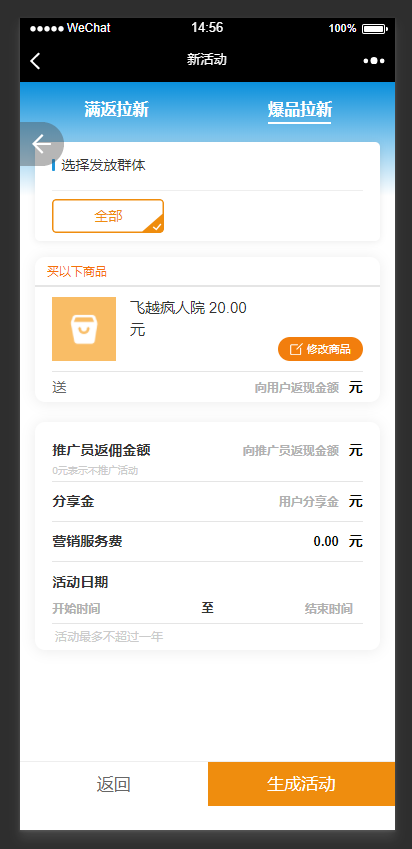 ●●●●● WeChat 14:56 100%
新活动
满返拉新 爆品拉新
选择发放群体
全部
买以下商品
飞越疯人院 20.00
元
修改商品
送 向用户返现金额 元
推广员返佣金额 向推广员返现金额 元
0元表示不推广活动
分享金 用户分享金 元
营销服务费 0.00 元
活动日期
开始时间 至 结束时间
活动最多不超过一年
返回 生成活动